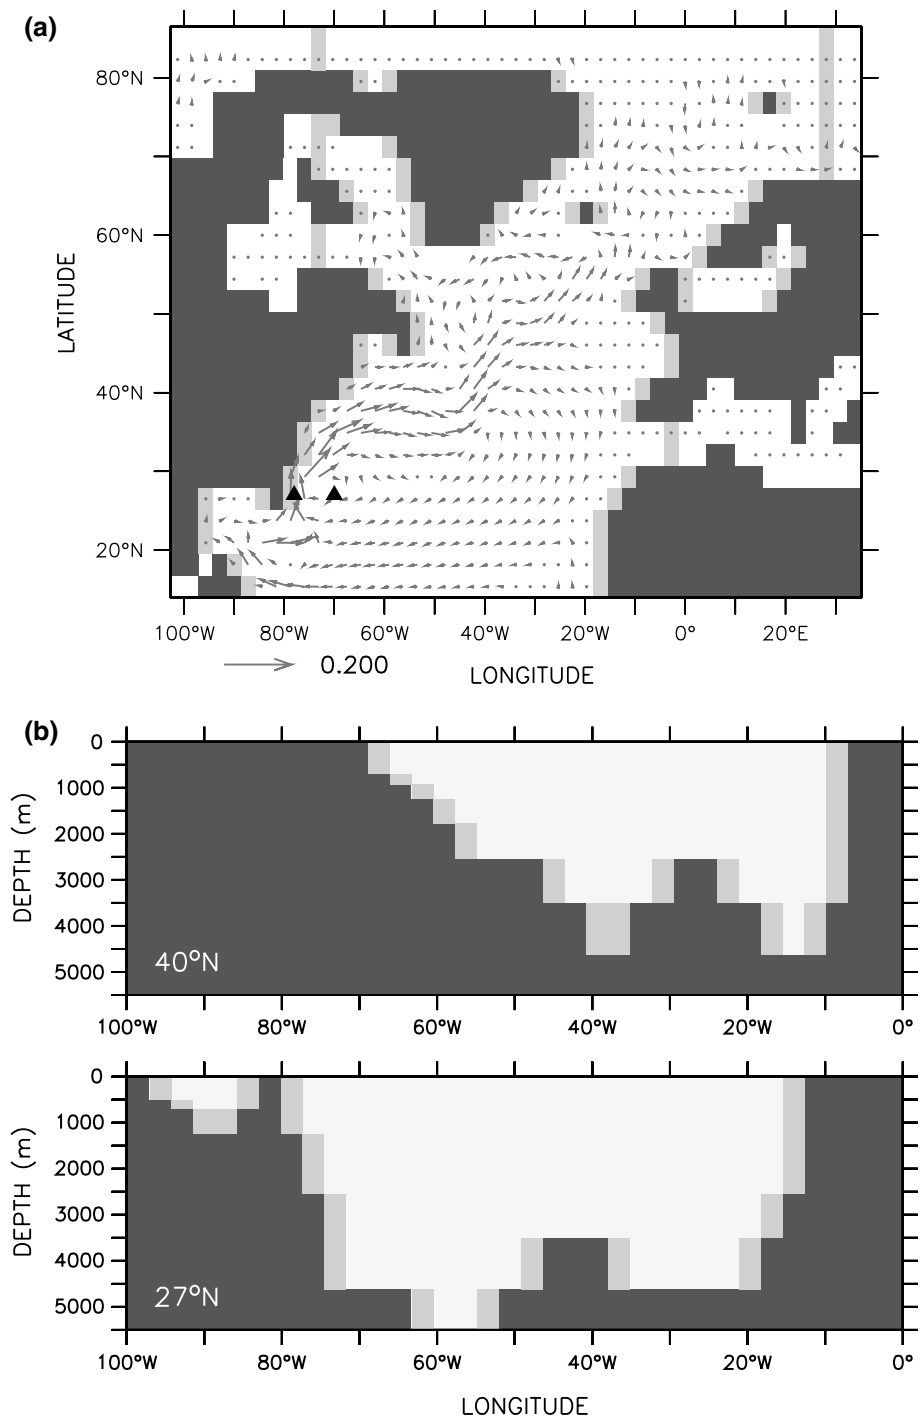 (a)
80°N
60°N
40°N
20°N
LATITUDE
100°W 80°W 60°W 40°W 20°W 0° 20°E
0.200
LONGITUDE
(b)
0
1000
2000
3000
4000
5000
DEPTH (m)
40°N
100°W 80°W 60°W 40°W 20°W 0°
0
1000
2000
3000
4000
5000
DEPTH (m)
27°N
100°W 80°W 60°W 40°W 20°W 0°
LONGITUDE